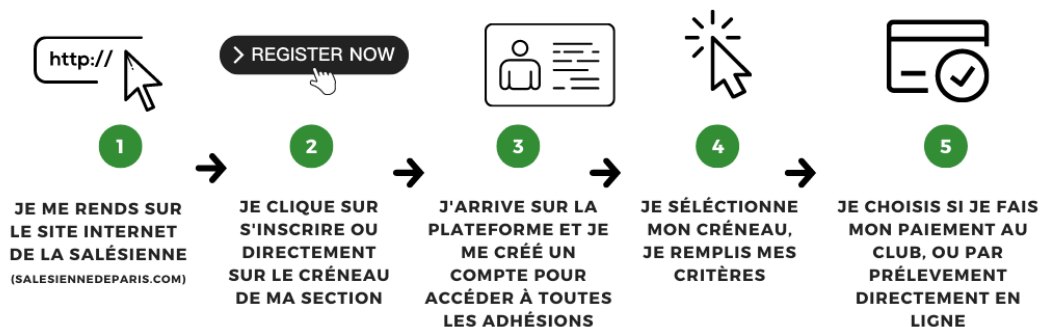 http://
> REGISTER NOW
1
2
3
4
5
JE ME RENDS SUR
LE SITE INTERNET
DE LA SALÉSIENNE
(SALESIENNEDEPARIS.COM)
JE CLIQUE SUR
S'INSCRIRE OU
DIRECTEMENT
SUR LE CRÉNEAU
DE MA SECTION
J'ARRIVE SUR LA
PLATEFORME ET JE
ME CRÉÉ UN
COMPTE POUR
ACCÉDER À TOUTES
LES ADHÉSIONS
JE SÉLÉCTIONNE
MON CRÉNEAU,
JE REMPLIS MES
CRITÈRES
JE CHOISIS SI JE FAIS
MON PAIEMENT AU
CLUB, OU PAR
PRÉLEVEMENT
DIRECTEMENT EN
LIGNE